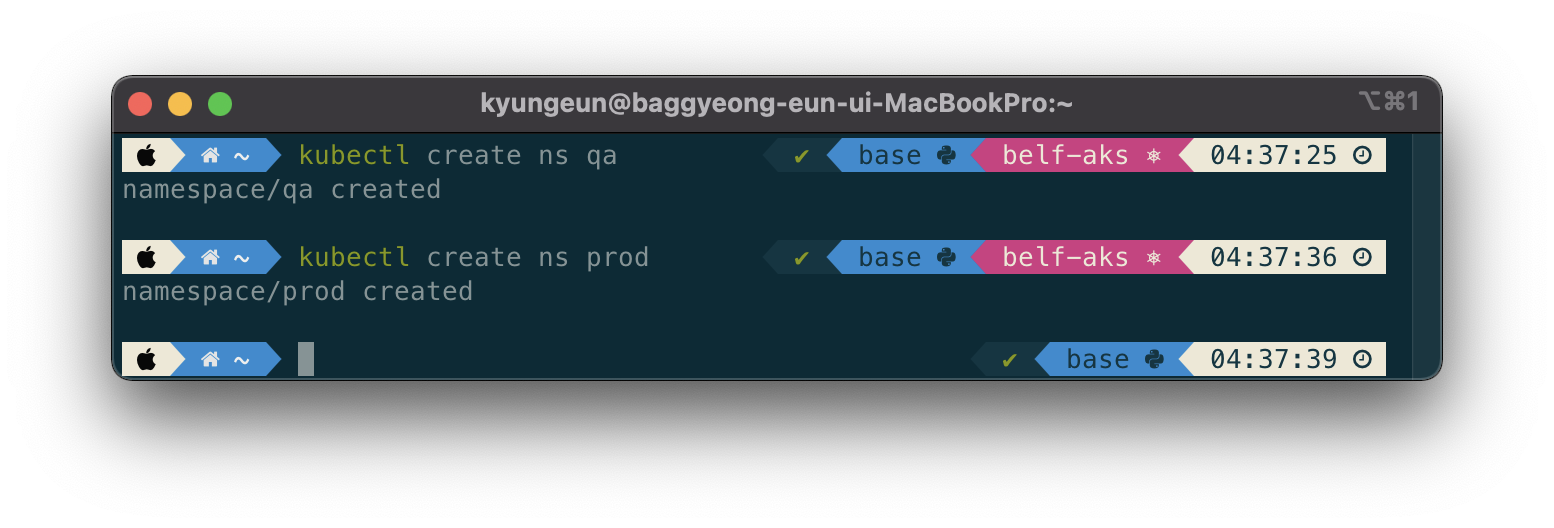 kyungeun@baggyeong-eun-ui-MacBookPro:~ ⌥⌘1
~ kubectl create ns qa ✔ base belf-aks 04:37:25
namespace/qa created
~ kubectl create ns prod ✔ base belf-aks 04:37:36
namespace/prod created
~ ✔ base 04:37:39